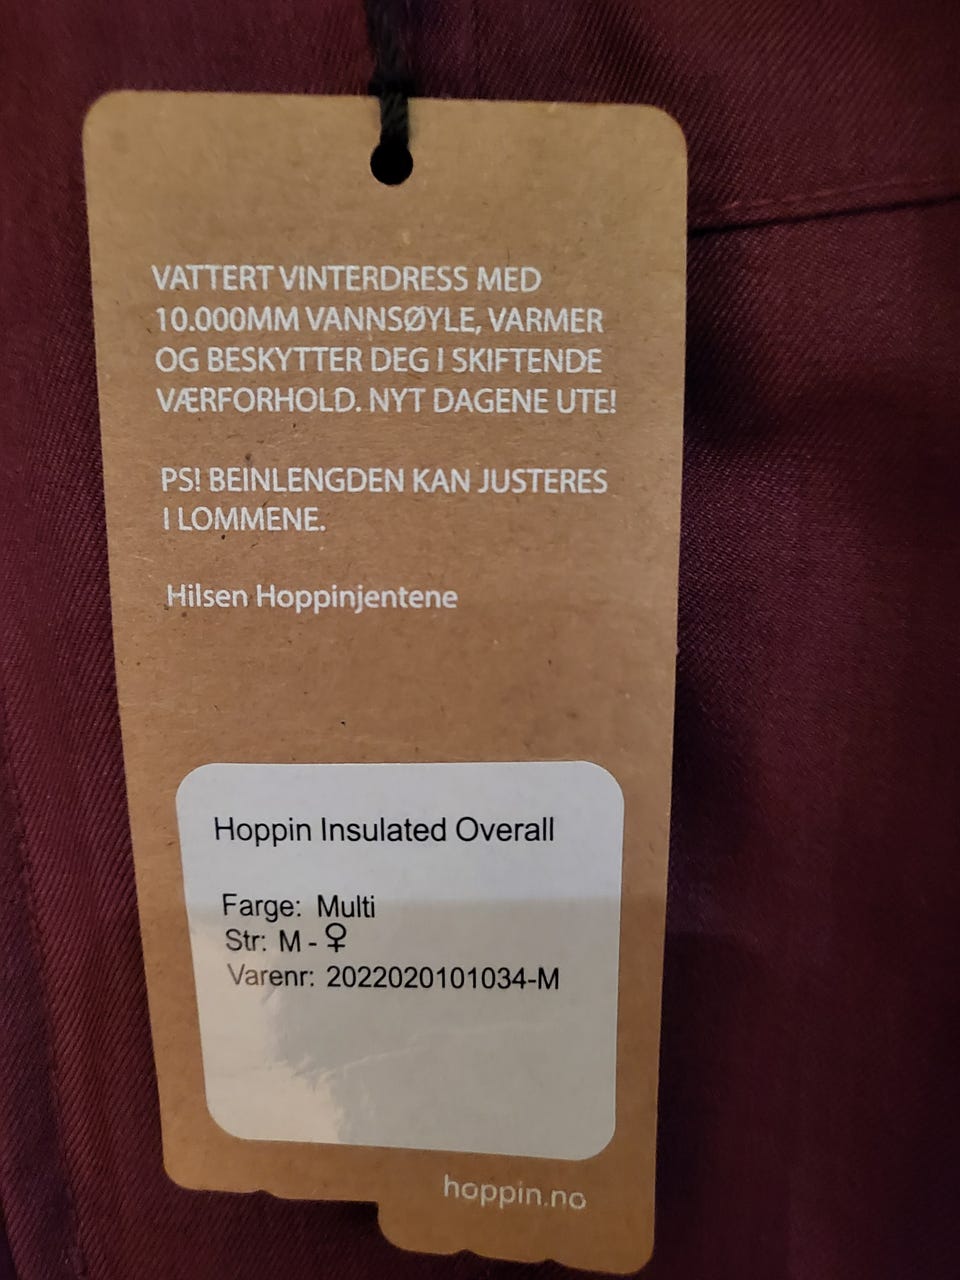 VATTERT VINTERDRESS MED
10.000MM VANNSØYLE, VARMER
OG BESKYTTER DEG I SKIFTENDE
VÆRFORHOLD. NYT DAGENE UTE!
PS! BEINLENGDEN KAN JUSTERES
I LOMMENE.
Hilsen Hoppinjentene
Hoppin Insulated Overall
Farge: Multi
Str: M - ♀
Varenr: 2022020101034-M
hoppin.no